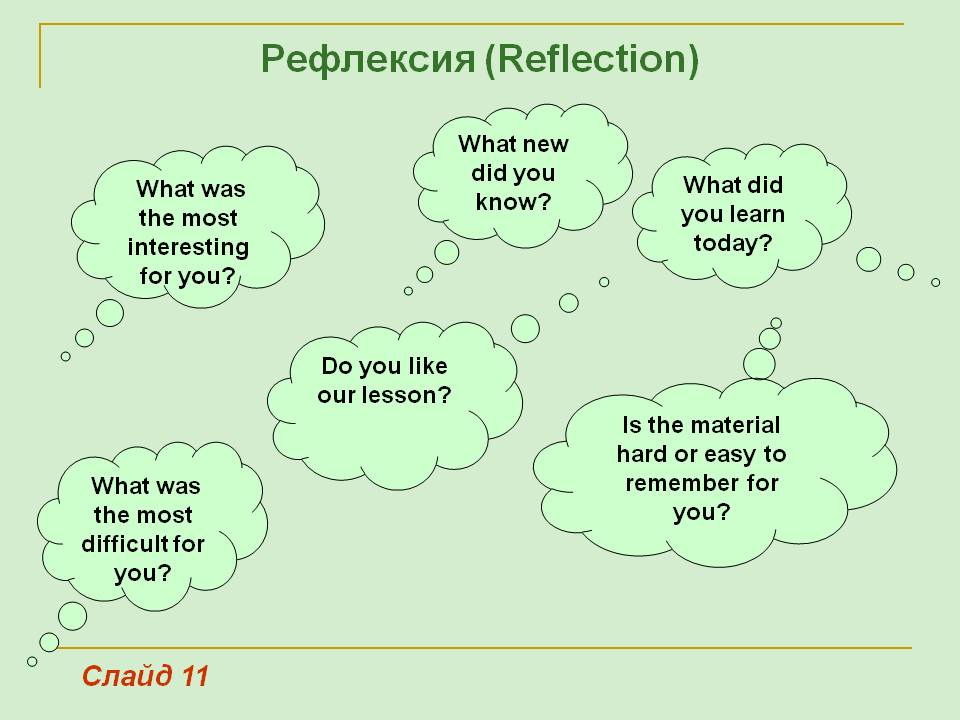 Рефлексия (Reflection)
What was
the most
interesting
for you?
What new
did you
know?
What did
you learn
today?
Do you like
our lesson?
Is the material
hard or easy to
remember for
you?
What was
the most
difficult for
you?
Слайд 11